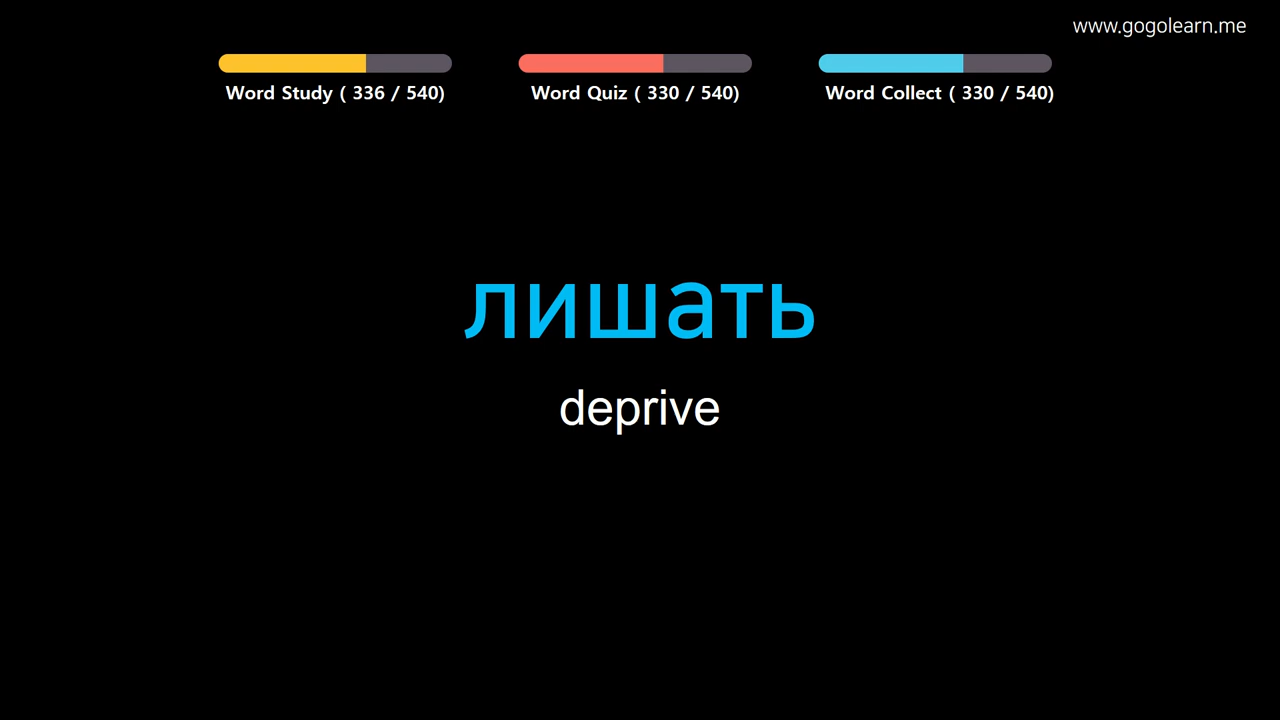 www.gogolearn.me
Word Study ( 336 / 540)
Word Quiz ( 330 / 540)
Word Collect ( 330 / 540)
лишать
deprive